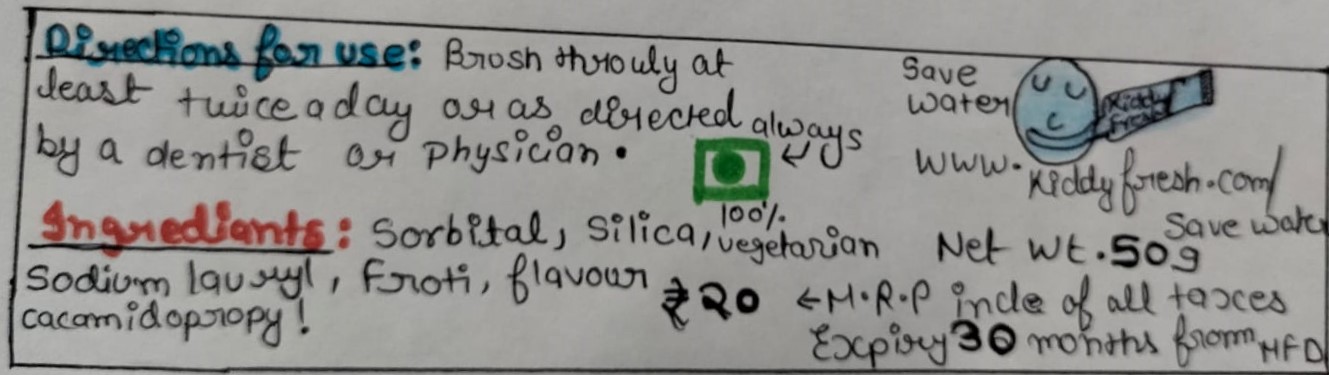 Directions for use: Brush throuly at
least twice a day or as directed
by a dentist or physician.
always
100%
vegetarian
Ingrediants: Sorbital, Silica,
Sodium lauryl, Froti, flavour
cacamidopropy!
₹20 ←M.R.P incle of all taxces
Save
water
Kiddy
Fresh
www.kiddyfresh.com/
Save water
Net wt.50g
Expiry 30 months fromm MFD